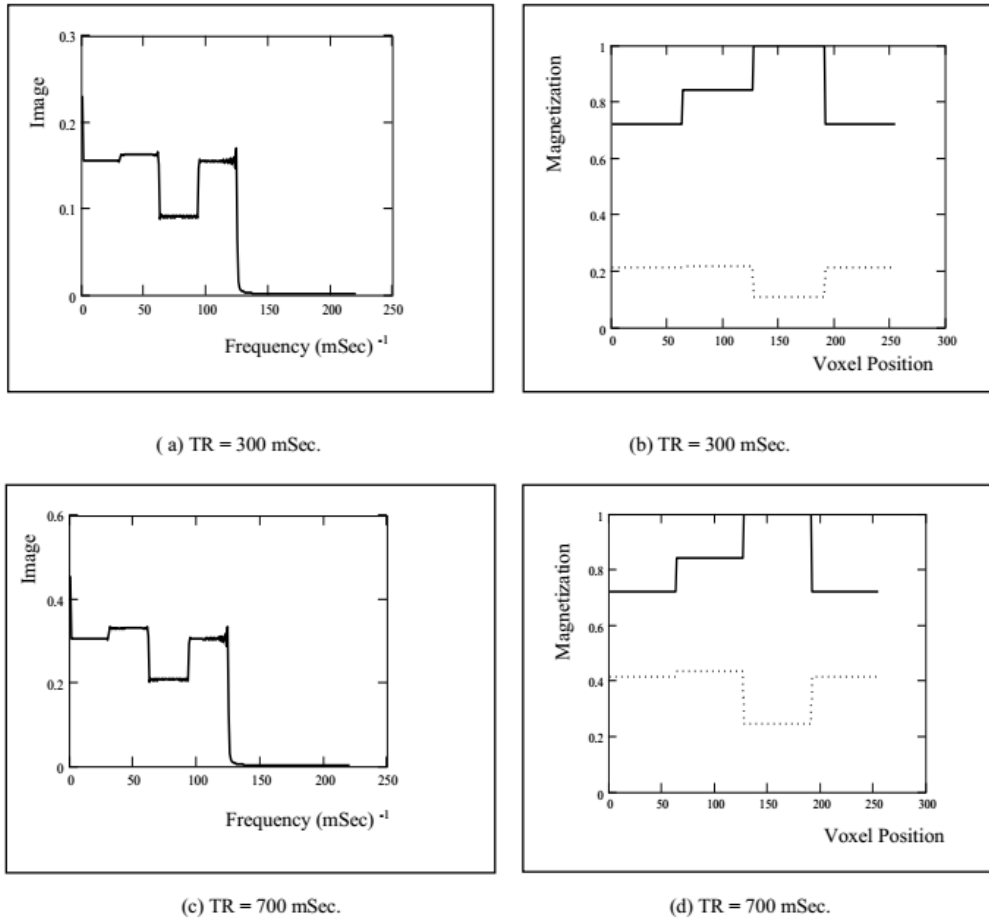 0.3
Image
0.2
0.1
0
0 50 100 150 200 250
Frequency (mSec) -1
( a) TR = 300 mSec.
1
Magnetization
0.8
0.6
0.4
0.2
0
0 50 100 150 200 250 300
Voxel Position
(b) TR = 300 mSec.
0.6
Image
0.4
0.2
0
0 50 100 150 200 250
Frequency (mSec) -1
(c) TR = 700 mSec.
1
Magnetization
0.8
0.6
0.4
0.2
0
0 50 100 150 200 250 300
Voxel Position
(d) TR = 700 mSec.